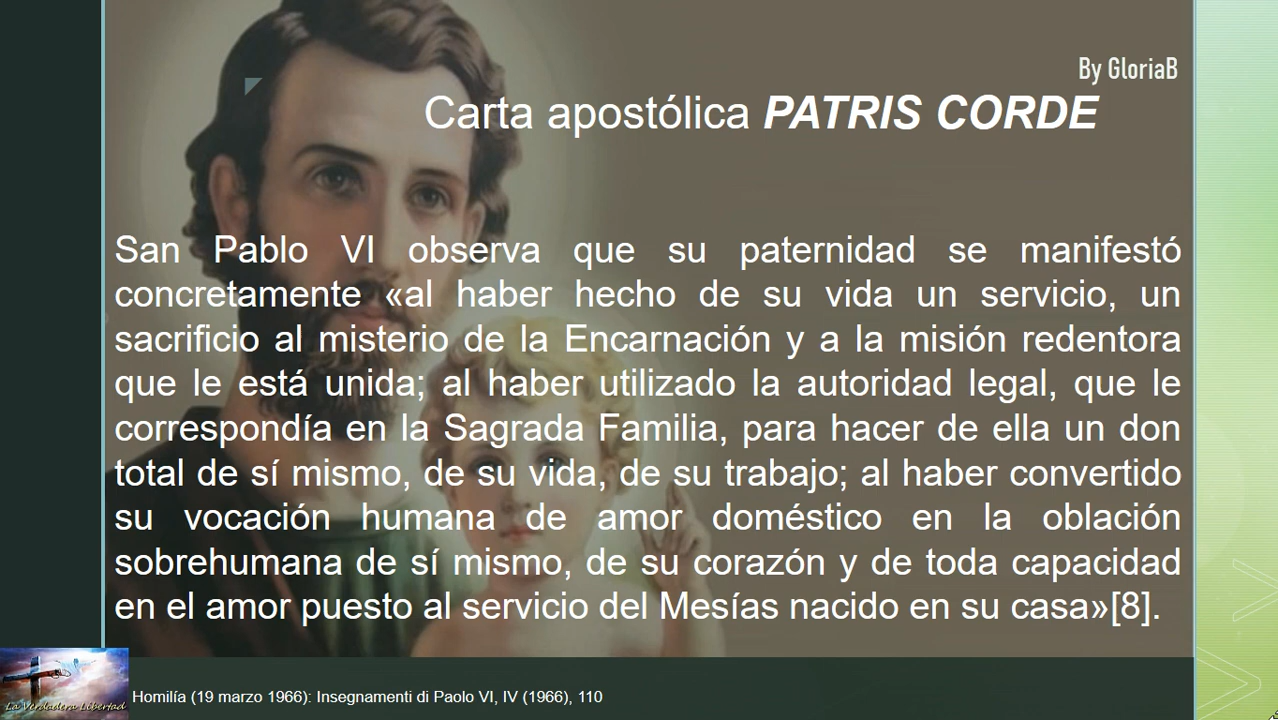 By GloriaB
Carta apostólica PATRIS CORDE
San Pablo VI observa que su paternidad se manifestó
concretamente «al haber hecho de su vida un servicio, un
sacrificio al misterio de la Encarnación y a la misión redentora
que le está unida; al haber utilizado la autoridad legal, que le
correspondía en la Sagrada Familia, para hacer de ella un don
total de sí mismo, de su vida, de su trabajo; al haber convertido
su vocación humana de amor doméstico en la oblación
sobrehumana de sí mismo, de su corazón y de toda capacidad
en el amor puesto al servicio del Mesías nacido en su casa»[8].
La Verdadera Libertad
Homilía (19 marzo 1966): Insegnamenti di Paolo VI, IV (1966), 110